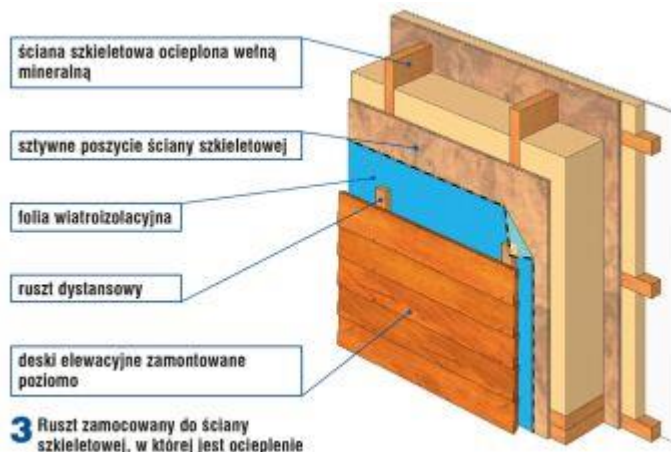 ściana szkieletowa ocieplona wełną
mineralną
sztywne poszycie ściany szkieletowej
folia wiatroizolacyjna
ruszt dystansowy
deski elewacyjne zamontowane
poziomo
3 Ruszt zamocowany do ściany
szkieletowej, w której jest ocieplenie